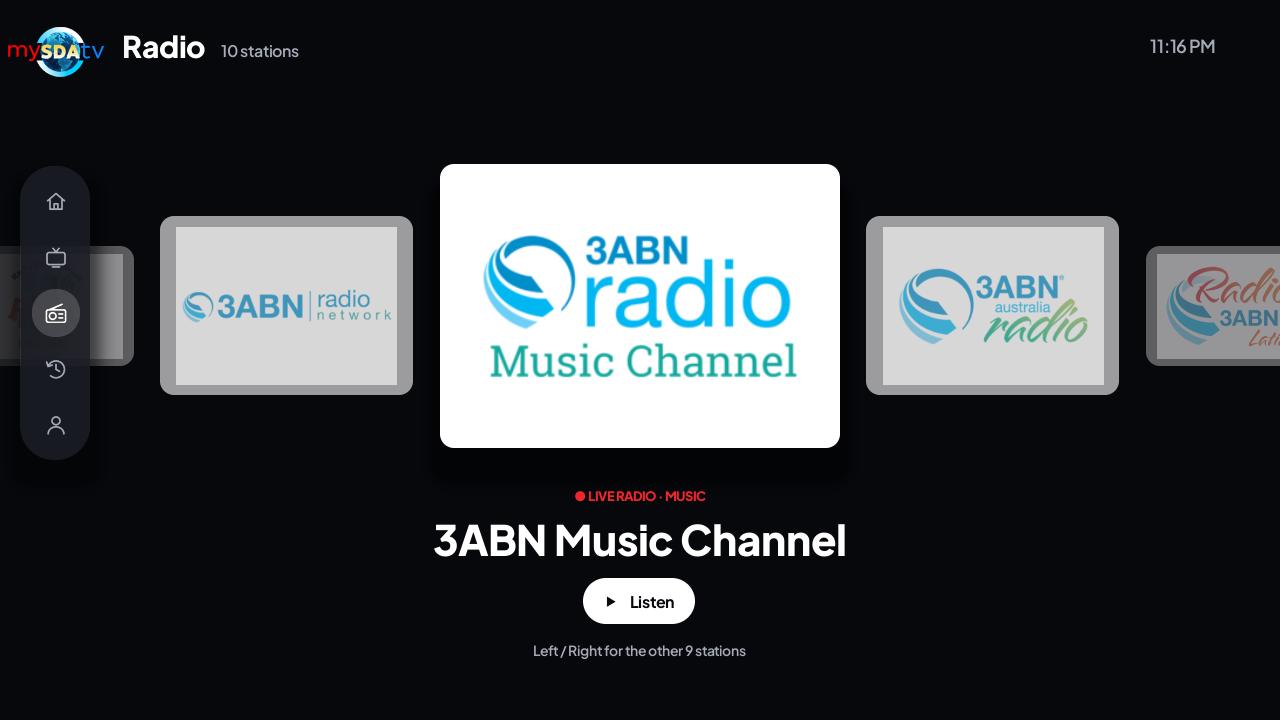 mySDAtv
Radio
10 stations
11:16 PM
3ABN radio network
3ABN
radio
Music Channel
3ABN®
australia
radio
Radio
3ABN
LIVE RADIO · MUSIC
3ABN Music Channel
Listen
Left / Right for the other 9 stations